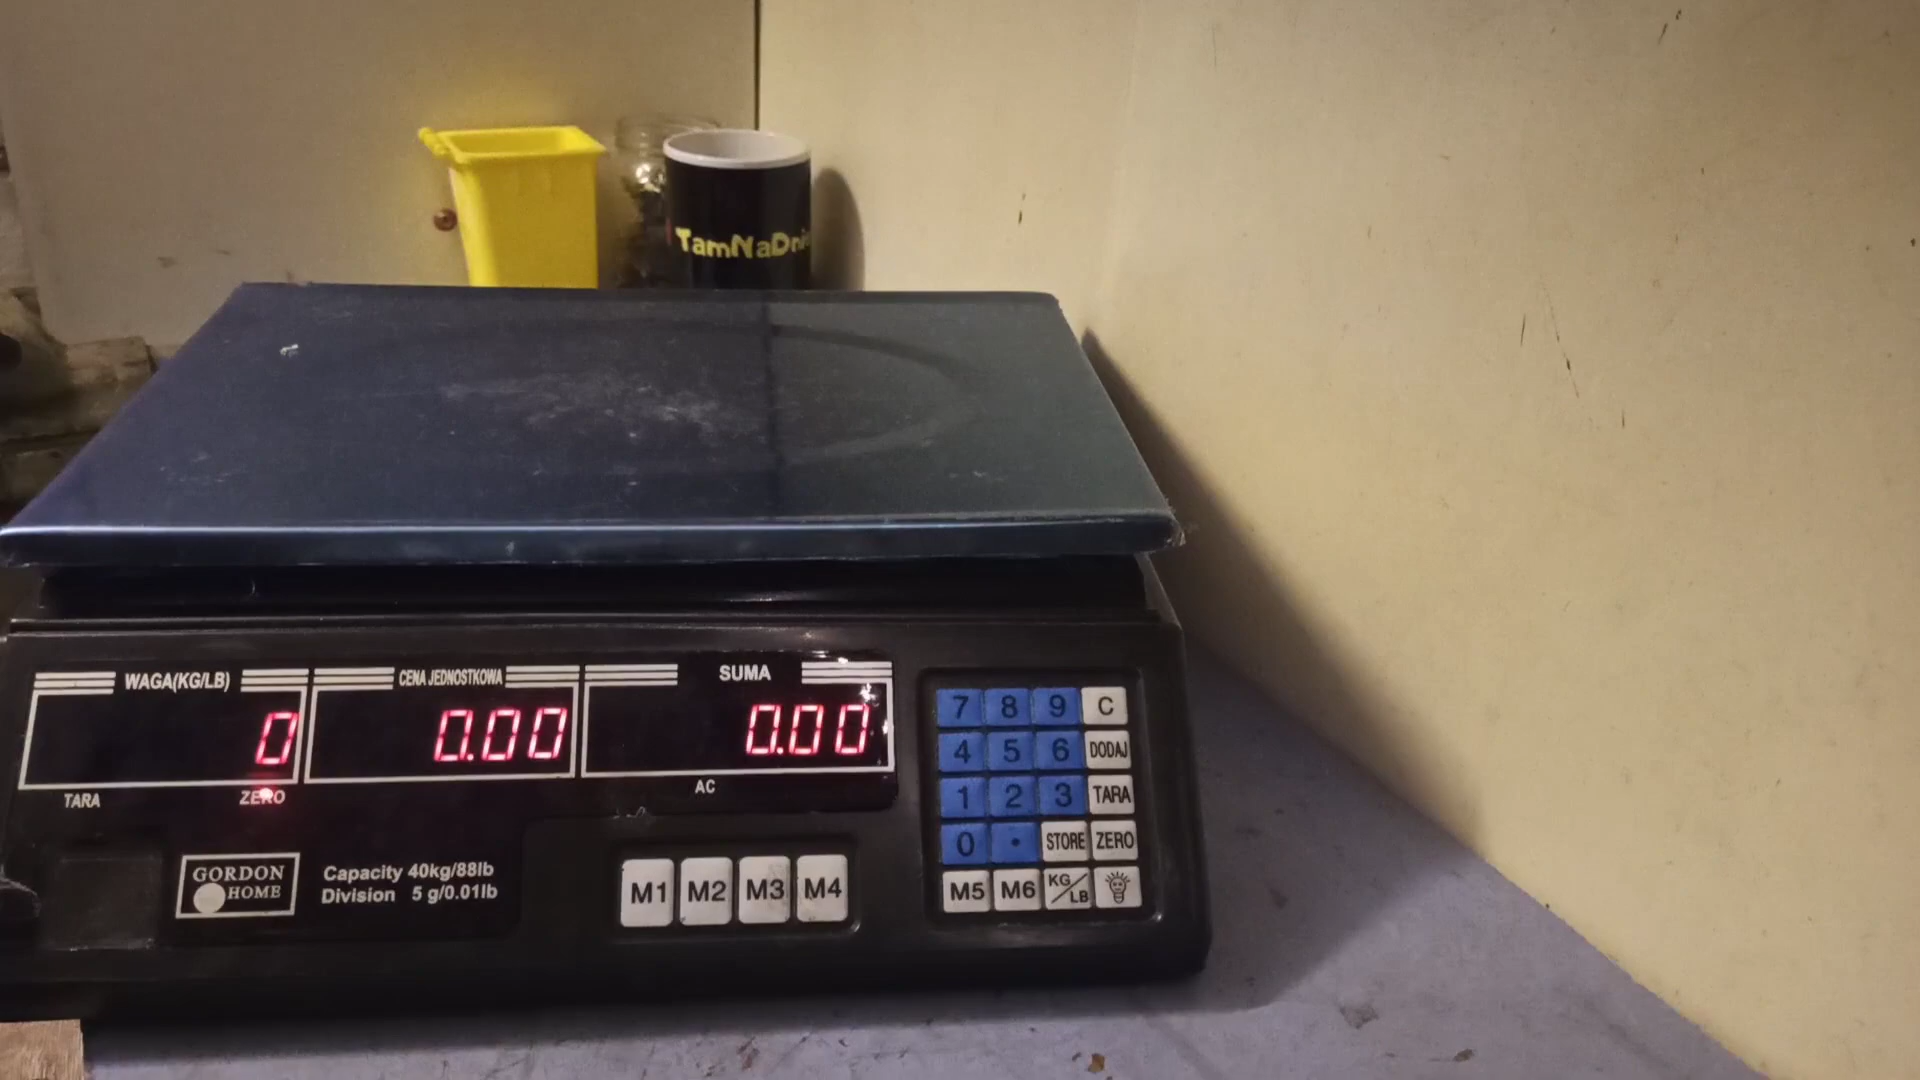 TamNaDni
WAGA(KG/LB)
CENA JEDNOSTKOWA
SUMA
0
0.00
0.00
TARA
ZERO
AC
GORDON
HOME
Capacity 40kg/88lb
Division 5 g/0.01lb
M1 M2 M3 M4
7 8 9 C
4 5 6 DODAJ
1 2 3 TARA
0 . STORE ZERO
M5 M6 KG/LB